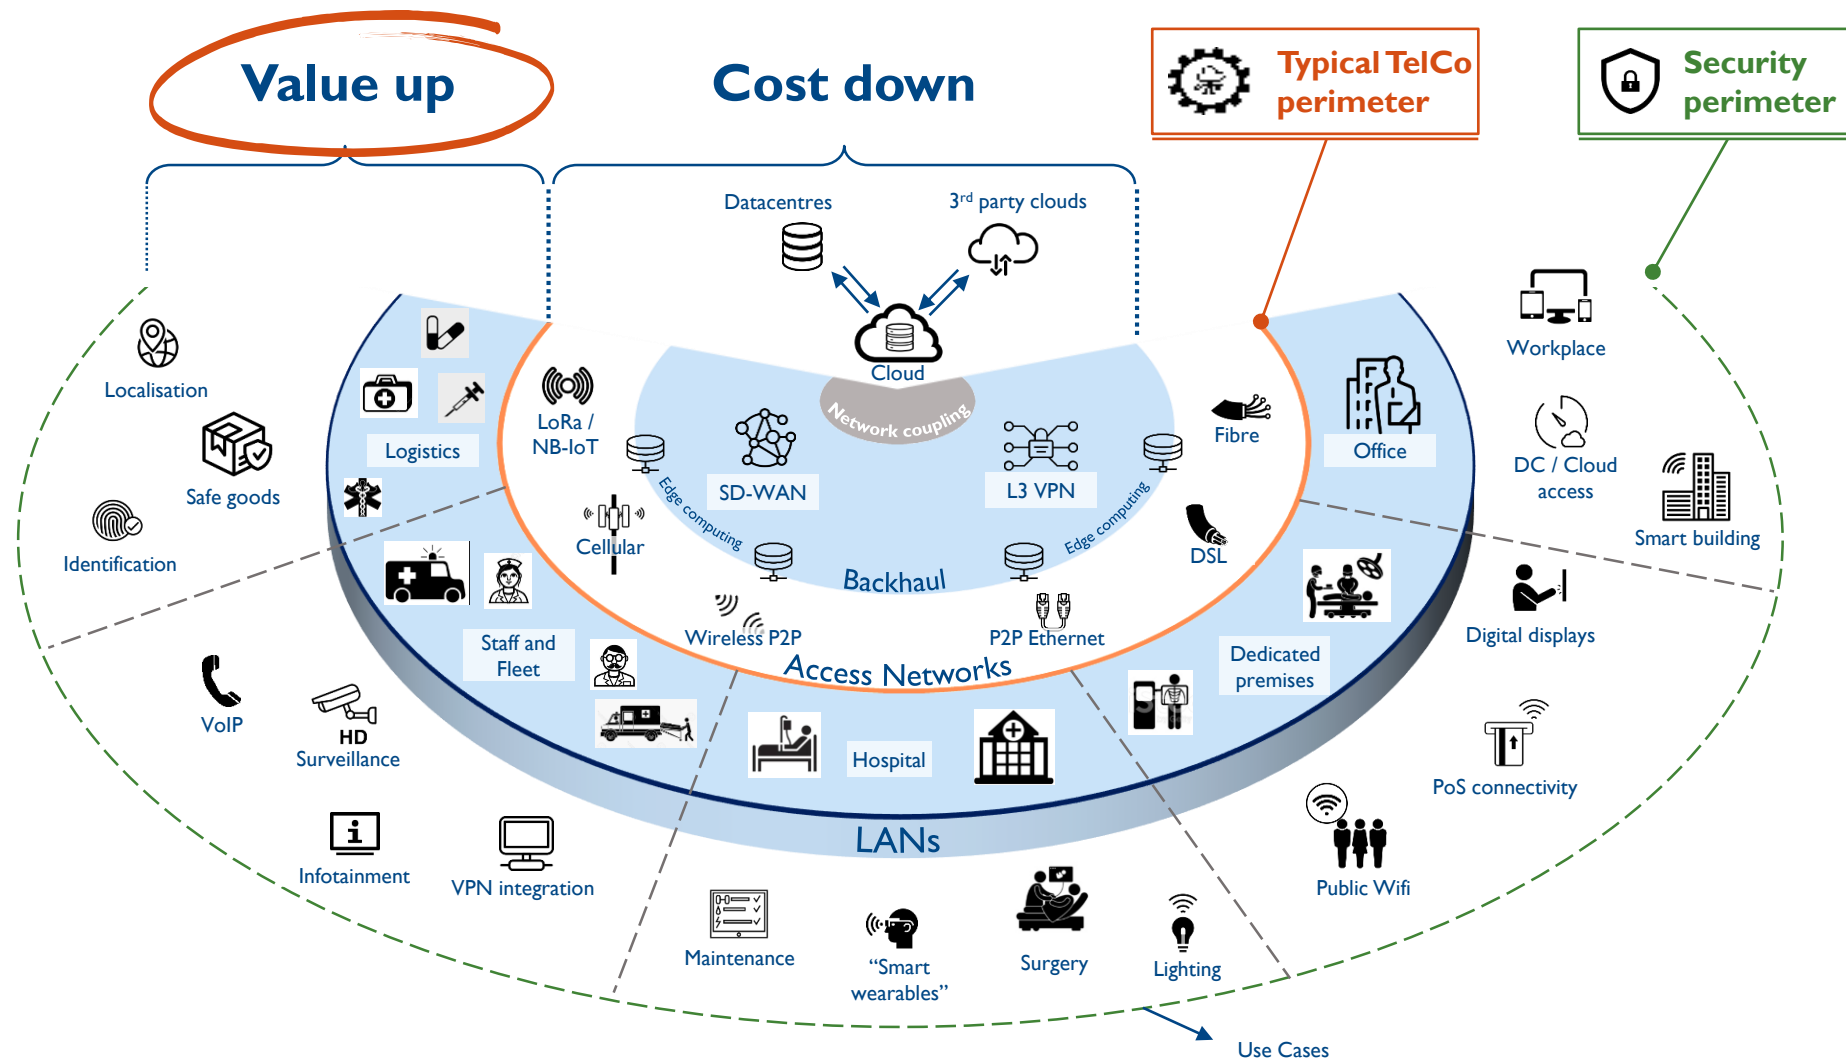 Value up
Cost down
Typical TelCo
perimeter
Security
perimeter
Datacentres
3rd party clouds
Cloud
Network coupling
LoRa /
NB-IoT
Cellular
Wireless P2P
P2P Ethernet
Fibre
DSL
SD-WAN
L3 VPN
Edge computing
Edge computing
Backhaul
Access Networks
LANs
Logistics
Staff and
Fleet
Hospital
Dedicated
premises
Office
Localisation
Safe goods
Identification
VoIP
HD
Surveillance
Infotainment
VPN integration
Maintenance
“Smart
wearables”
Surgery
Lighting
Public Wifi
PoS connectivity
Digital displays
Smart building
DC / Cloud
access
Workplace
Use Cases